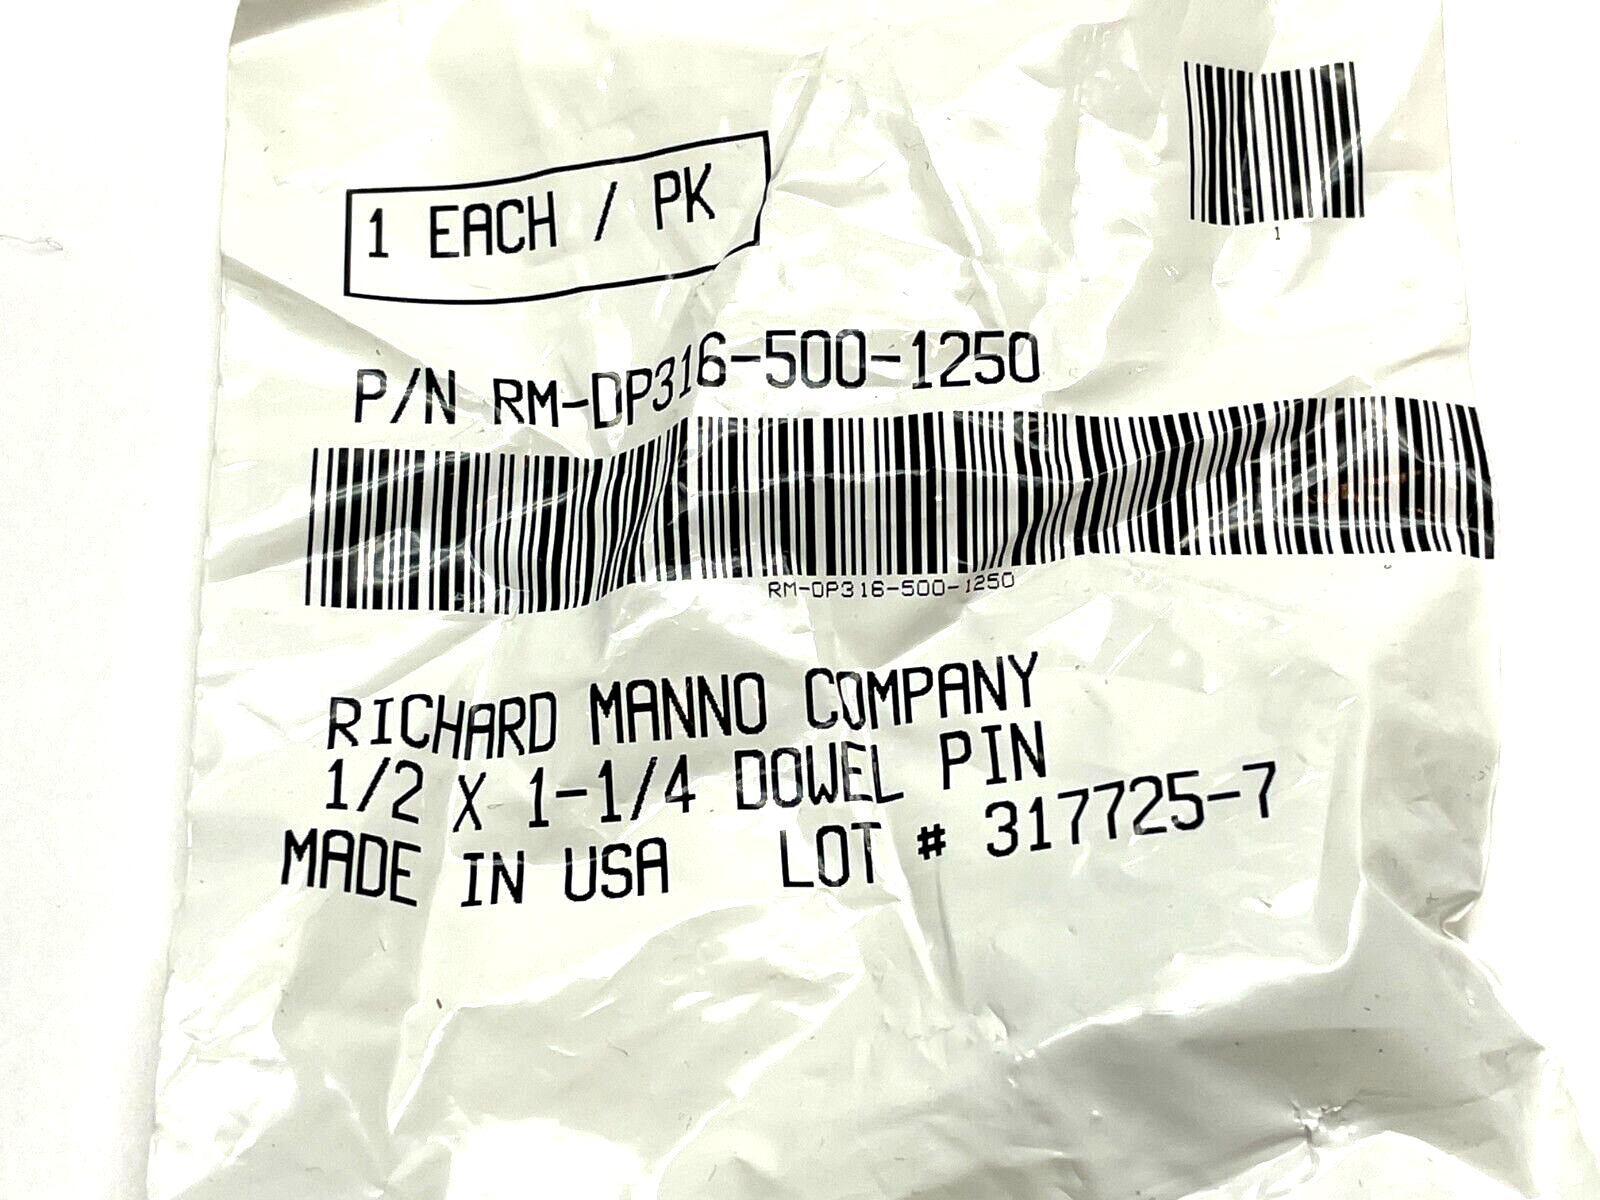 1 EACH / PK
1
P/N RM-DP316-500-1250
RM-DP316-500-1250
RICHARD MANNO COMPANY
1/2 X 1-1/4 DOWEL PIN
MADE IN USA LOT # 317725-7